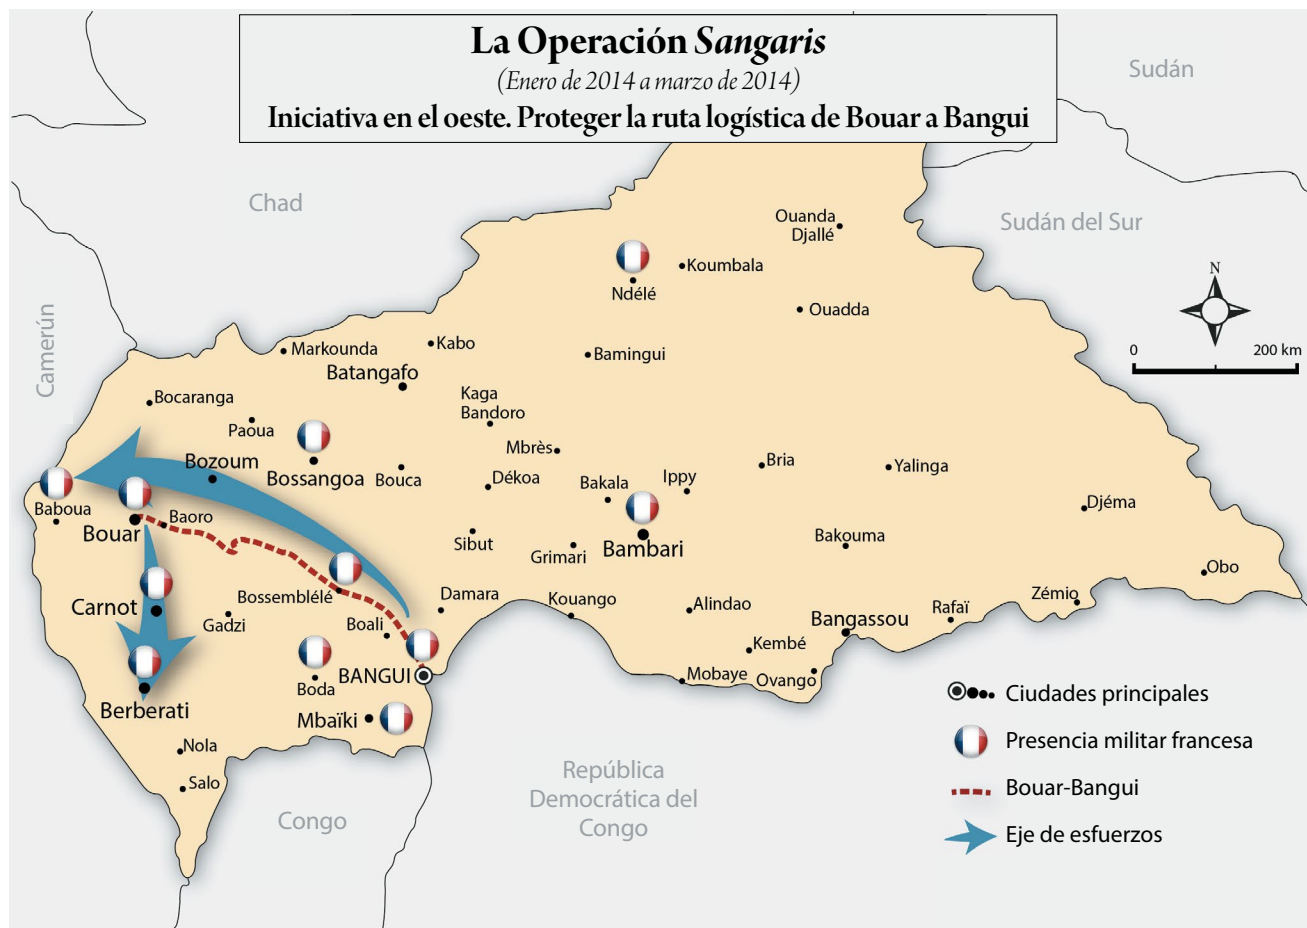 La Operación Sangaris
(Enero de 2014 a marzo de 2014)
Iniciativa en el oeste. Proteger la ruta logística de Bouar a Bangui
Sudán
Chad
Sudán del Sur
Camerún
Ouanda
Djallé
Koumbala
Ndélé
Ouadda
N
0 200 km
Markounda
Kabo
Bamingui
Batangafo
Bocaranga
Kaga
Bandoro
Paoua
Mbrès
Bozoum
Bossangoa
Bouca
Dékoa
Bakala
Ippy
Bria
Yalinga
Baboua
Bouar
Baoro
Djéma
Sibut
Grimari
Bambari
Bakouma
Obo
Bossemblélé
Damara
Kouango
Alindao
Zémio
Carnot
Gadzi
Boali
Bangassou
Rafaï
Kembé
Boda
BANGUI
Mobaye
Ovango
Berberati
Mbaïki
Nola
Salo
Congo
República
Democrática del
Congo
Ciudades principales
Presencia militar francesa
Bouar-Bangui
Eje de esfuerzos